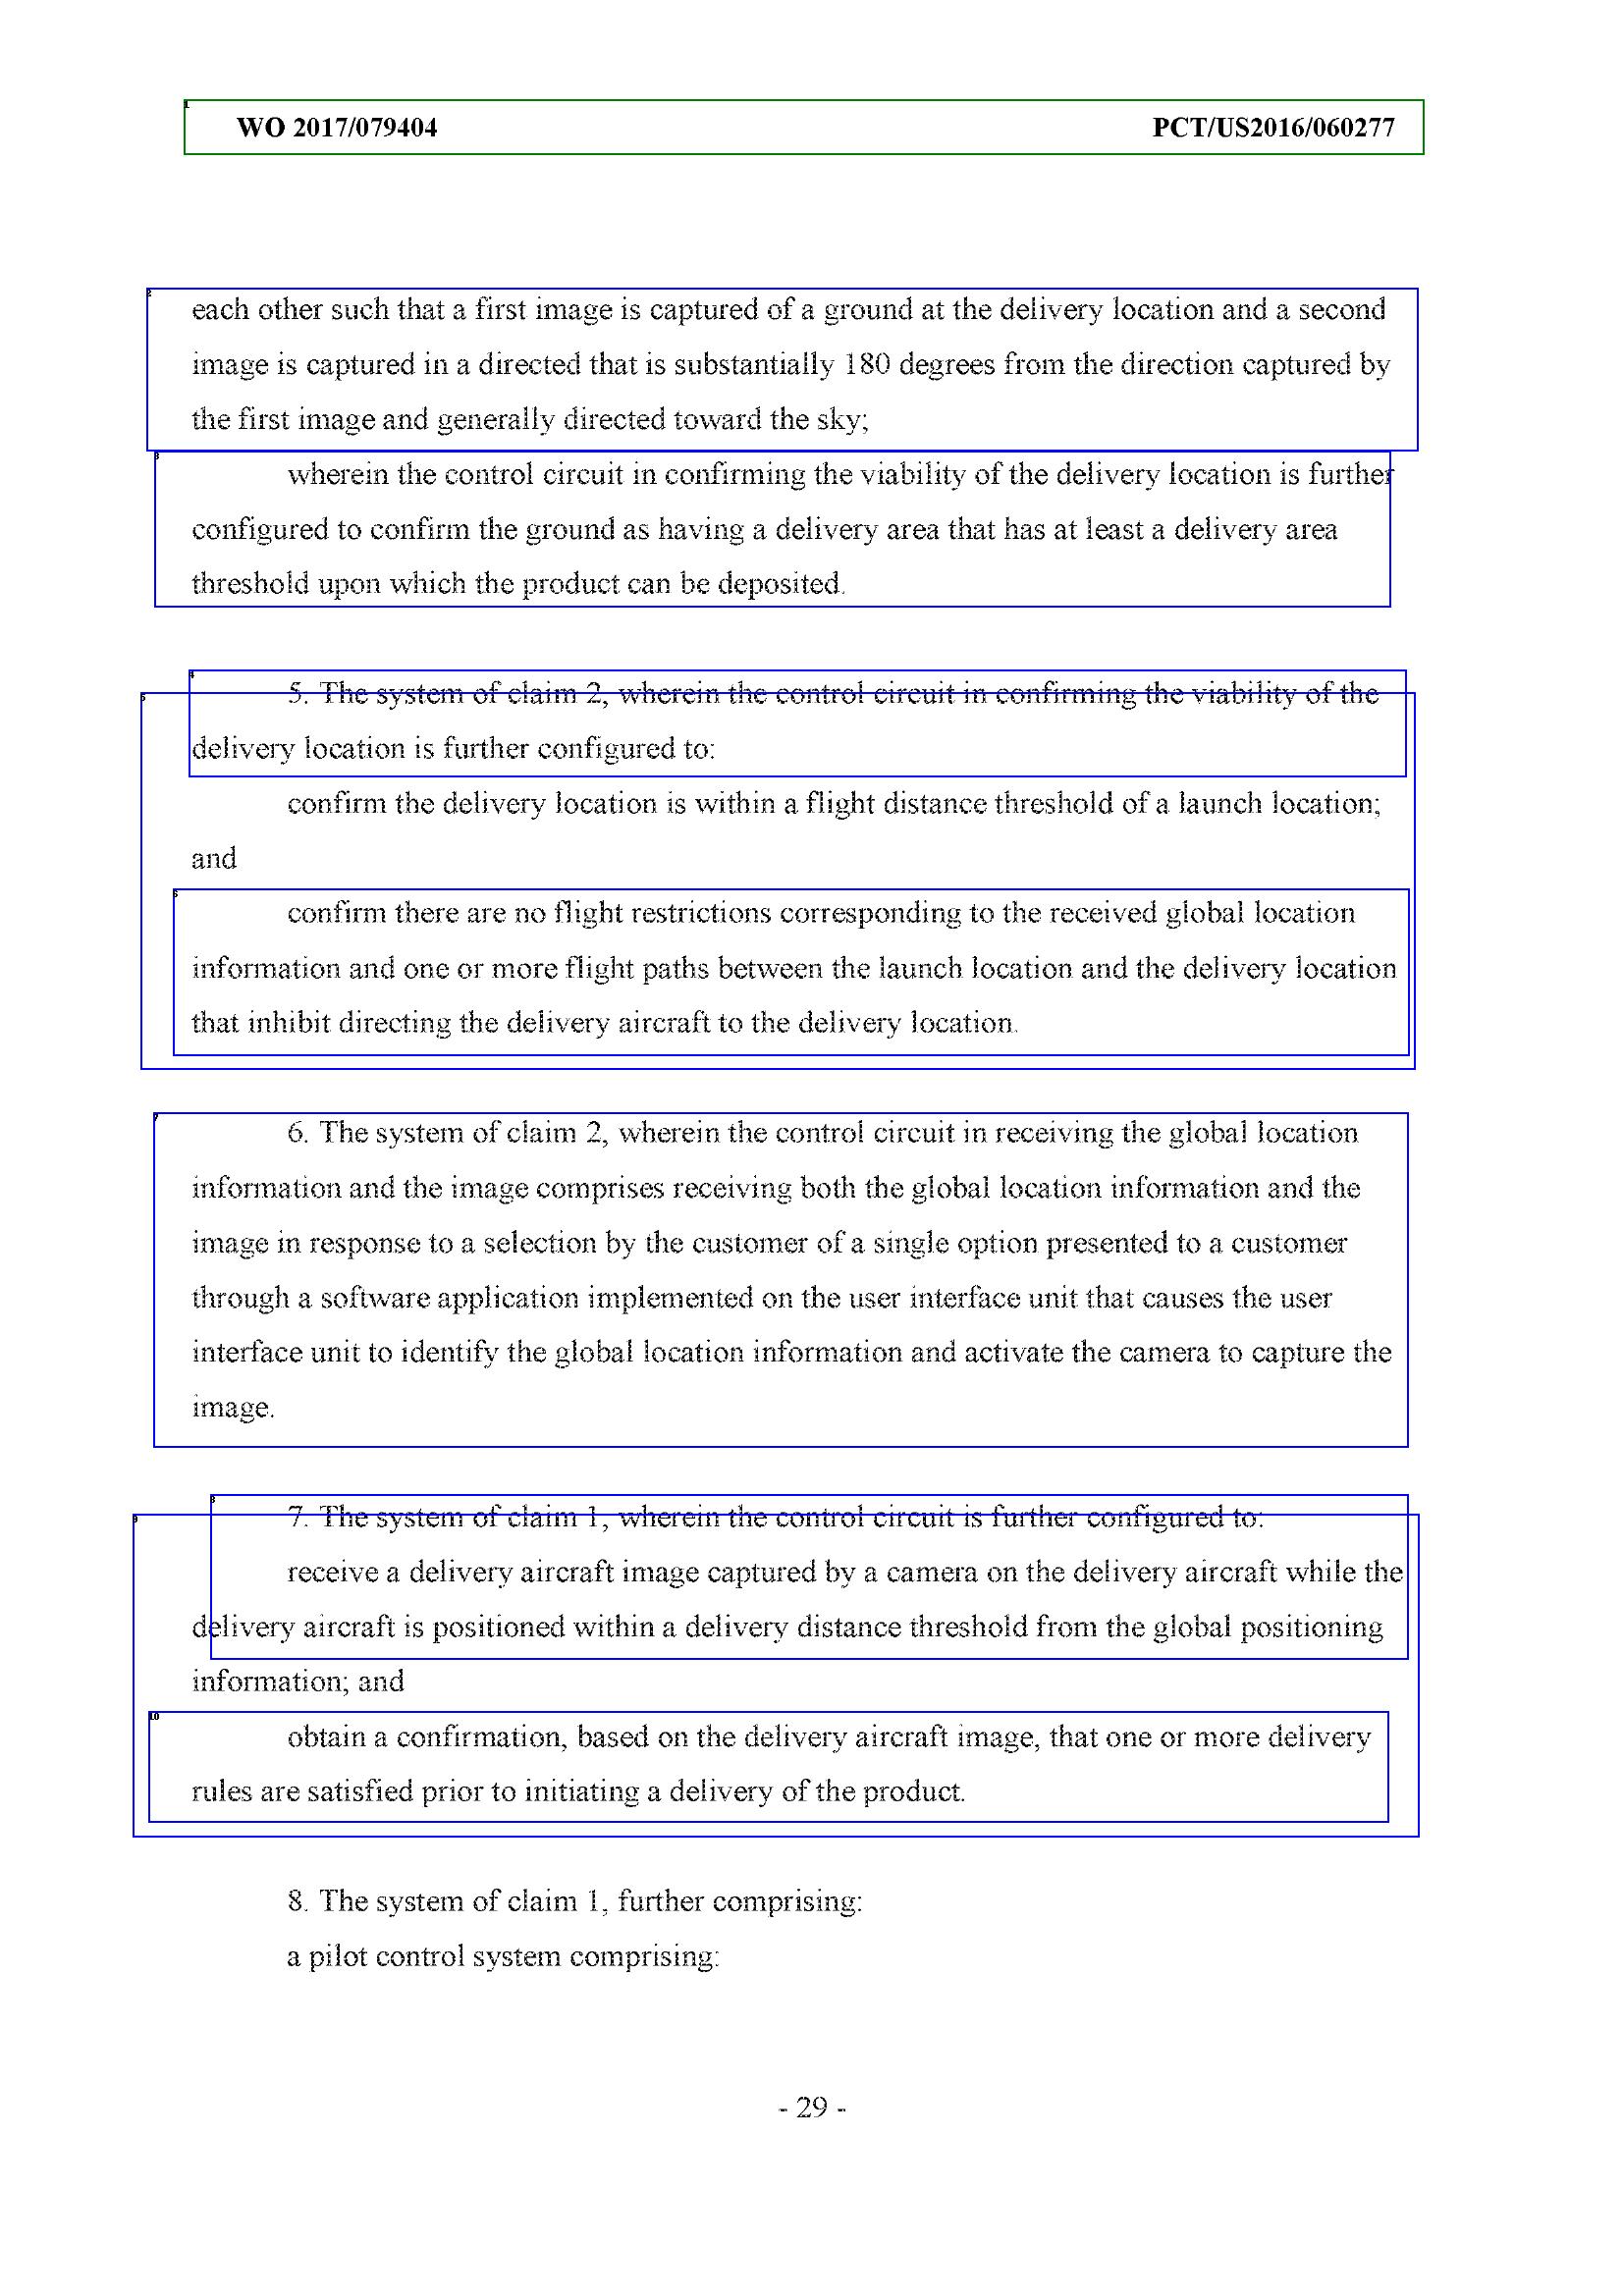 WO 2017/079404 PCT/US2016/060277
each other such that a first image is captured of a ground at the delivery location and a second
image is captured in a directed that is substantially 180 degrees from the direction captured by
the first image and generally directed toward the sky;
wherein the control circuit in confirming the viability of the delivery location is further
configured to confirm the ground as having a delivery area that has at least a delivery area
threshold upon which the product can be deposited.
5. The system of claim 2, wherein the control circuit in confirming the viability of the
delivery location is further configured to:
confirm the delivery location is within a flight distance threshold of a launch location;
and
confirm there are no flight restrictions corresponding to the received global location
information and one or more flight paths between the launch location and the delivery location
that inhibit directing the delivery aircraft to the delivery location.
6. The system of claim 2, wherein the control circuit in receiving the global location
information and the image comprises receiving both the global location information and the
image in response to a selection by the customer of a single option presented to a customer
through a software application implemented on the user interface unit that causes the user
interface unit to identify the global location information and activate the camera to capture the
image.
7. The system of claim 1, wherein the control circuit is further configured to:
receive a delivery aircraft image captured by a camera on the delivery aircraft while the
delivery aircraft is positioned within a delivery distance threshold from the global positioning
information; and
obtain a confirmation, based on the delivery aircraft image, that one or more delivery
rules are satisfied prior to initiating a delivery of the product.
8. The system of claim 1, further comprising:
a pilot control system comprising:
- 29 -